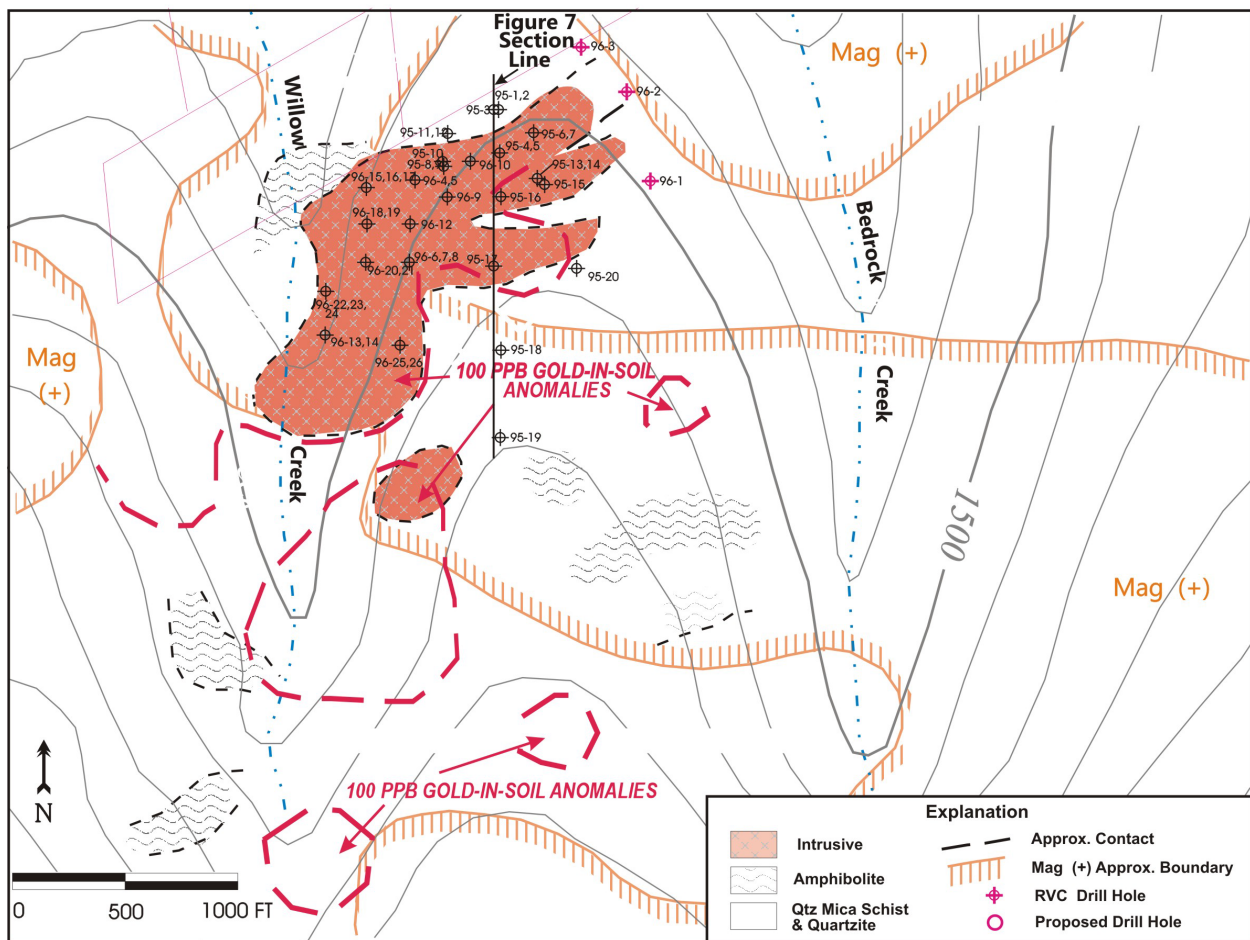 Figure 7
Section
Line
96-3
Mag (+)
96-2
Willow
95-1,2
95-3
95-11,12
95-6,7
95-10
95-4,5
95-8,9
96-10
95-13,14
96-15,16,17
96-4,5
95-15
96-1
96-9
95-16
96-18,19
96-12
Bedrock
96-20,21
96-6,7,8
95-17
95-20
96-22,23,
24
96-13,14
96-25,26
95-18
Mag
(+)
100 PPB GOLD-IN-SOIL
ANOMALIES
Creek
95-19
Creek
1500
Mag (+)
100 PPB GOLD-IN-SOIL ANOMALIES
N
0 500 1000 FT
Explanation
Intrusive
Amphibolite
Qtz Mica Schist
& Quartzite
Approx. Contact
Mag (+) Approx. Boundary
RVC Drill Hole
Proposed Drill Hole